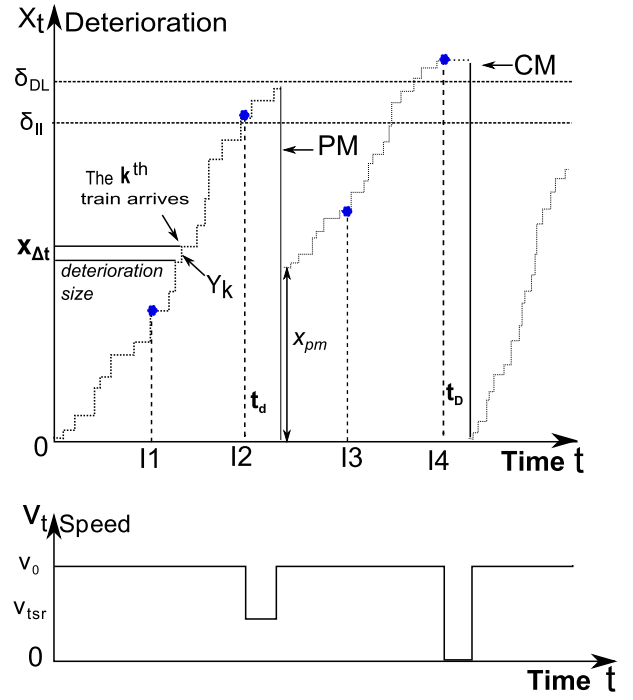 Xt Deterioration
δDL
CM
δII
PM
The kth
train arrives
xΔt
deterioration
size
Yk
xpm
td
tD
0
I1 I2 I3 I4 Time t
Vt Speed
v0
vtsr
0
Time t